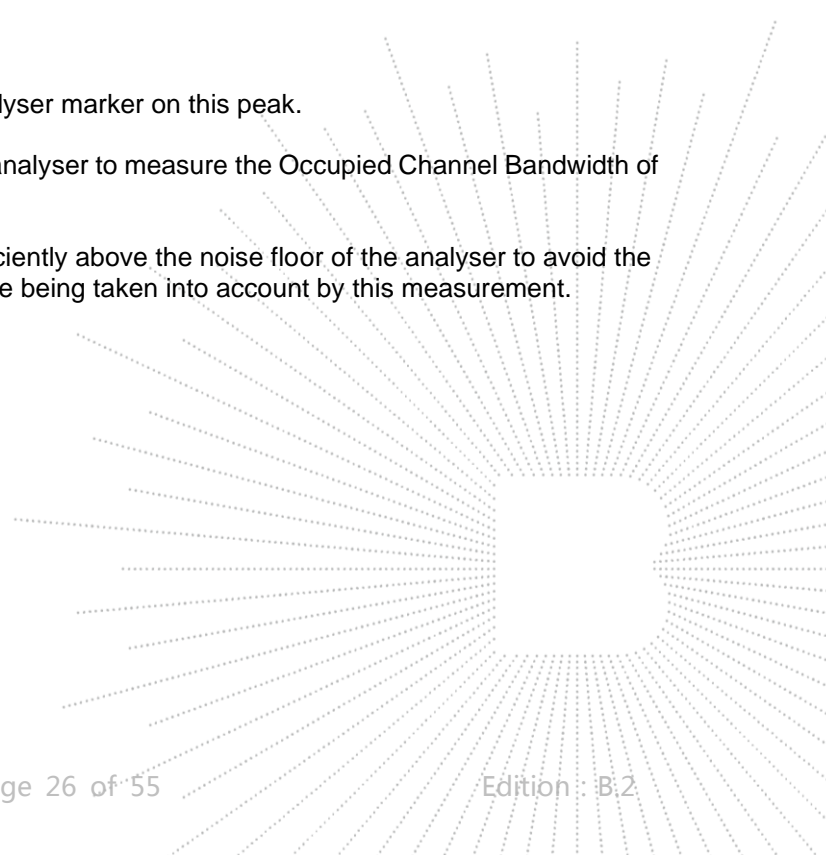 lyser marker on this peak.
analyser to measure the Occupied Channel Bandwidth of
ciently above the noise floor of the analyser to avoid the
e being taken into account by this measurement.
ge 26 of 55 Edition : B.2